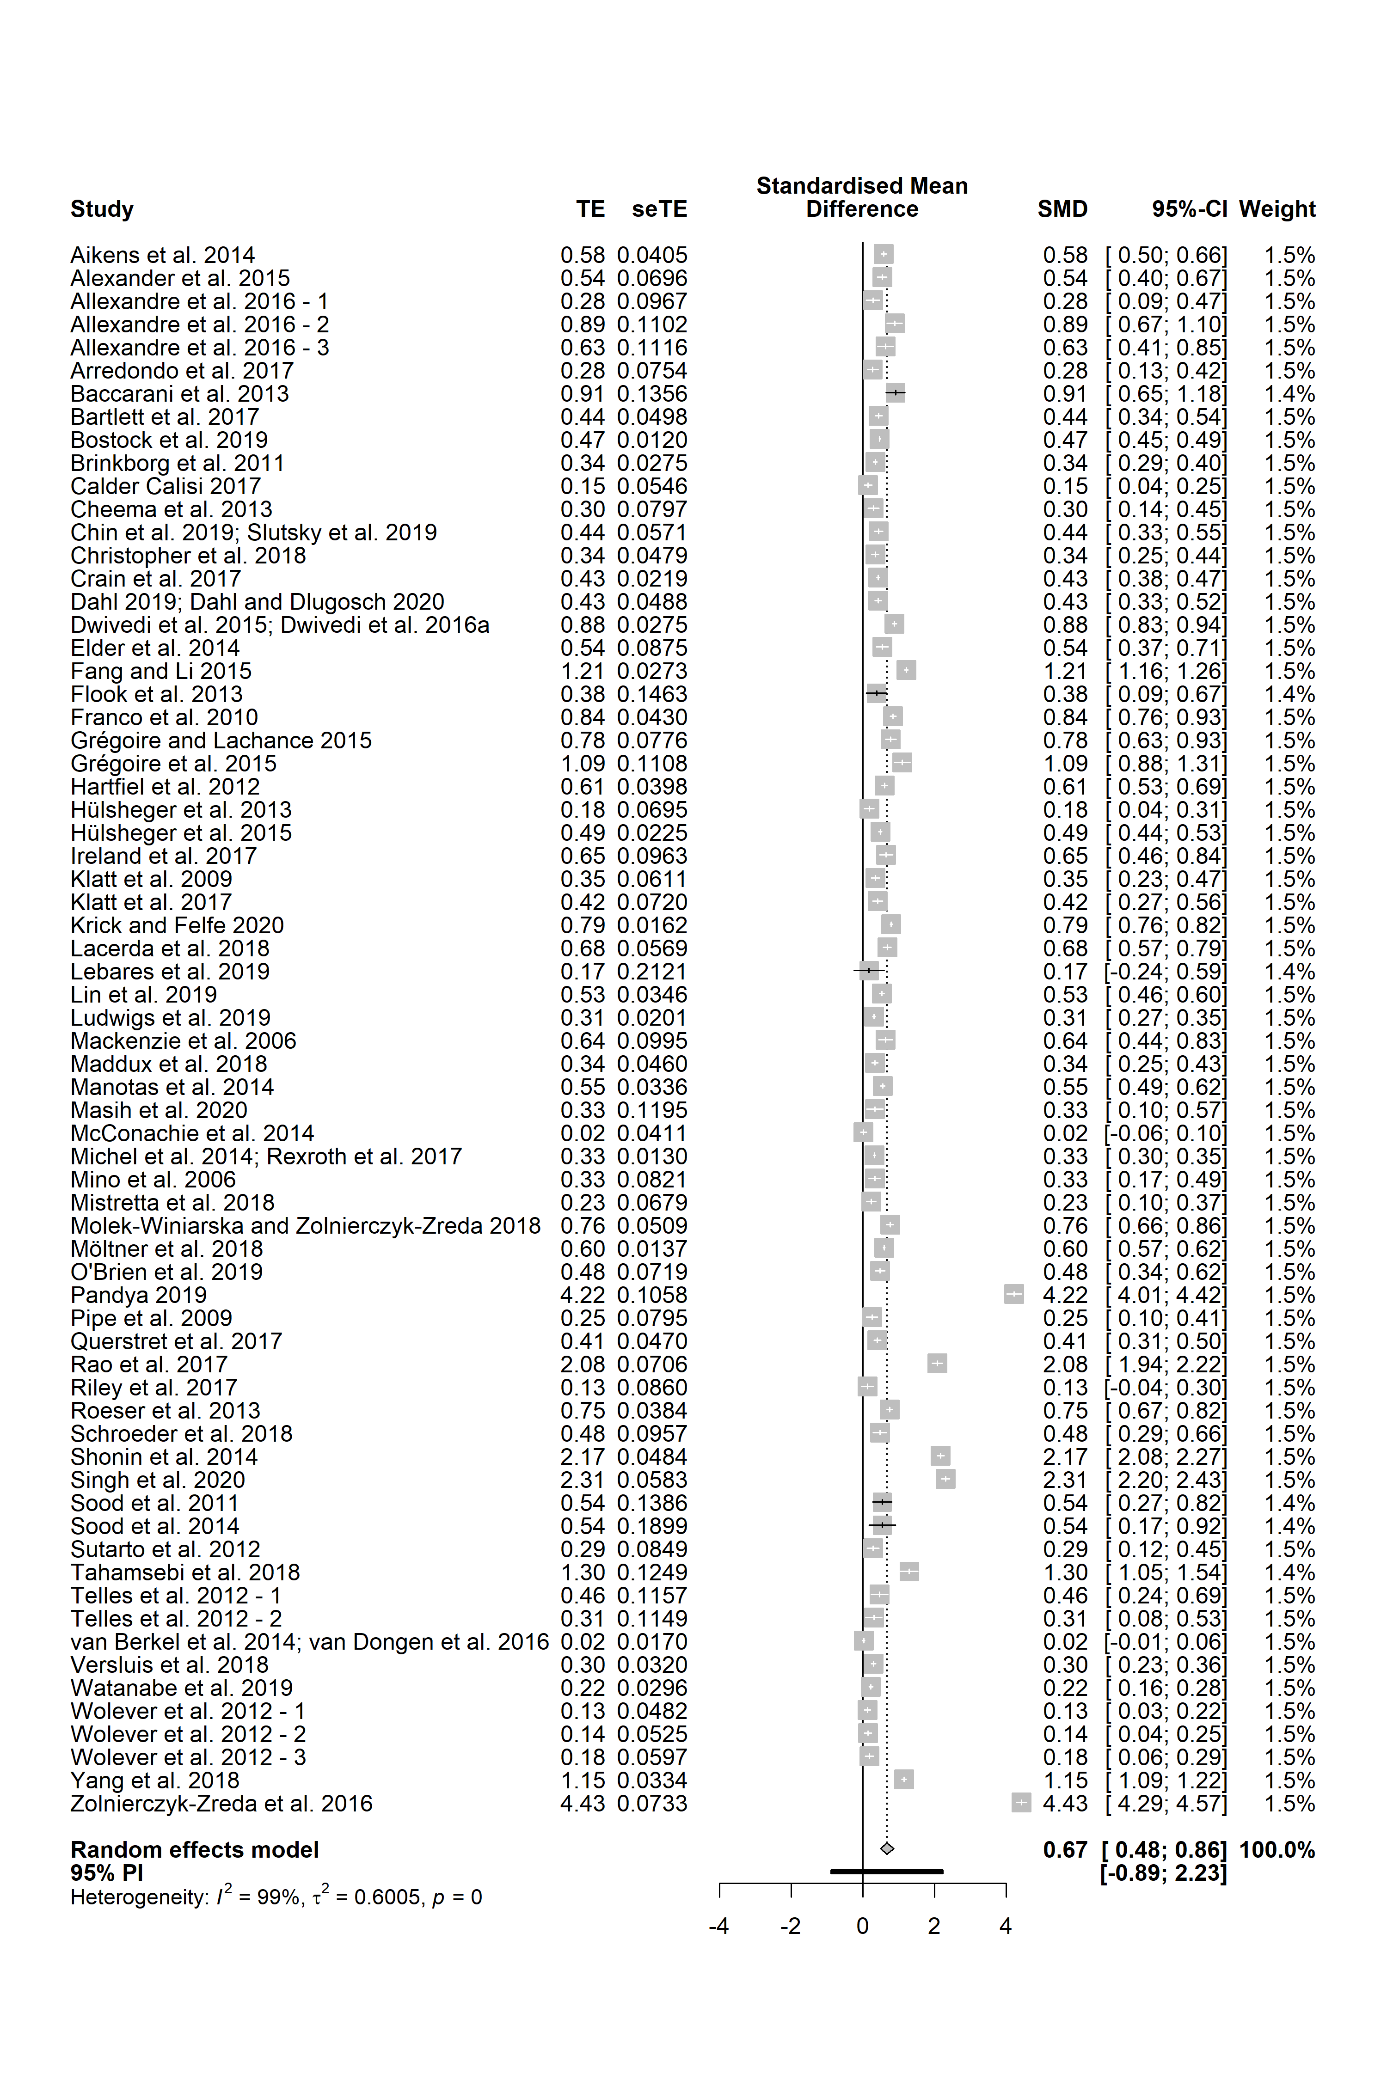 Standardised Mean
Study TE seTE Difference SMD 95%-CI Weight
Aikens et al. 2014 0.58 0.0405 0.58 [ 0.50; 0.66] 1.5%
Alexander et al. 2015 0.54 0.0696 0.54 [ 0.40; 0.67] 1.5%
Allexandre et al. 2016 - 1 0.28 0.0967 0.28 [ 0.09; 0.47] 1.5%
Allexandre et al. 2016 - 2 0.89 0.1102 0.89 [ 0.67; 1.10] 1.5%
Allexandre et al. 2016 - 3 0.63 0.1116 0.63 [ 0.41; 0.85] 1.5%
Arredondo et al. 2017 0.28 0.0754 0.28 [ 0.13; 0.42] 1.5%
Baccarani et al. 2013 0.91 0.1356 0.91 [ 0.65; 1.18] 1.4%
Bartlett et al. 2017 0.44 0.0498 0.44 [ 0.34; 0.54] 1.5%
Bostock et al. 2019 0.47 0.0120 0.47 [ 0.45; 0.49] 1.5%
Brinkborg et al. 2011 0.34 0.0275 0.34 [ 0.29; 0.40] 1.5%
Calder Calisi 2017 0.15 0.0546 0.15 [ 0.04; 0.25] 1.5%
Cheema et al. 2013 0.30 0.0797 0.30 [ 0.14; 0.45] 1.5%
Chin et al. 2019; Slutsky et al. 2019 0.44 0.0571 0.44 [ 0.33; 0.55] 1.5%
Christopher et al. 2018 0.34 0.0479 0.34 [ 0.25; 0.44] 1.5%
Crain et al. 2017 0.43 0.0219 0.43 [ 0.38; 0.47] 1.5%
Dahl 2019; Dahl and Dlugosch 2020 0.43 0.0488 0.43 [ 0.33; 0.52] 1.5%
Dwivedi et al. 2015; Dwivedi et al. 2016a 0.88 0.0275 0.88 [ 0.83; 0.94] 1.5%
Elder et al. 2014 0.54 0.0875 0.54 [ 0.37; 0.71] 1.5%
Fang and Li 2015 1.21 0.0273 1.21 [ 1.16; 1.26] 1.5%
Flook et al. 2013 0.38 0.1463 0.38 [ 0.09; 0.67] 1.4%
Franco et al. 2010 0.84 0.0430 0.84 [ 0.76; 0.93] 1.5%
Grégoire and Lachance 2015 0.78 0.0776 0.78 [ 0.63; 0.93] 1.5%
Grégoire et al. 2015 1.09 0.1108 1.09 [ 0.88; 1.31] 1.5%
Hartfiel et al. 2012 0.61 0.0398 0.61 [ 0.53; 0.69] 1.5%
Hülsheger et al. 2013 0.18 0.0695 0.18 [ 0.04; 0.31] 1.5%
Hülsheger et al. 2015 0.49 0.0225 0.49 [ 0.44; 0.53] 1.5%
Ireland et al. 2017 0.65 0.0963 0.65 [ 0.46; 0.84] 1.5%
Klatt et al. 2009 0.35 0.0611 0.35 [ 0.23; 0.47] 1.5%
Klatt et al. 2017 0.42 0.0720 0.42 [ 0.27; 0.56] 1.5%
Krick and Felfe 2020 0.79 0.0162 0.79 [ 0.76; 0.82] 1.5%
Lacerda et al. 2018 0.68 0.0569 0.68 [ 0.57; 0.79] 1.5%
Lebares et al. 2019 0.17 0.2121 0.17 [-0.24; 0.59] 1.4%
Lin et al. 2019 0.53 0.0346 0.53 [ 0.46; 0.60] 1.5%
Ludwigs et al. 2019 0.31 0.0201 0.31 [ 0.27; 0.35] 1.5%
Mackenzie et al. 2006 0.64 0.0995 0.64 [ 0.44; 0.83] 1.5%
Maddux et al. 2018 0.34 0.0460 0.34 [ 0.25; 0.43] 1.5%
Manotas et al. 2014 0.55 0.0336 0.55 [ 0.49; 0.62] 1.5%
Masih et al. 2020 0.33 0.1195 0.33 [ 0.10; 0.57] 1.5%
McConachie et al. 2014 0.02 0.0411 0.02 [-0.06; 0.10] 1.5%
Michel et al. 2014; Rexroth et al. 2017 0.33 0.0130 0.33 [ 0.30; 0.35] 1.5%
Mino et al. 2006 0.33 0.0821 0.33 [ 0.17; 0.49] 1.5%
Mistretta et al. 2018 0.23 0.0679 0.23 [ 0.10; 0.37] 1.5%
Molek-Winiarska and Zolnierczyk-Zreda 2018 0.76 0.0509 0.76 [ 0.66; 0.86] 1.5%
Möltner et al. 2018 0.60 0.0137 0.60 [ 0.57; 0.62] 1.5%
O'Brien et al. 2019 0.48 0.0719 0.48 [ 0.34; 0.62] 1.5%
Pandya 2019 4.22 0.1058 4.22 [ 4.01; 4.42] 1.5%
Pipe et al. 2009 0.25 0.0795 0.25 [ 0.10; 0.41] 1.5%
Querstret et al. 2017 0.41 0.0470 0.41 [ 0.31; 0.50] 1.5%
Rao et al. 2017 2.08 0.0706 2.08 [ 1.94; 2.22] 1.5%
Riley et al. 2017 0.13 0.0860 0.13 [-0.04; 0.30] 1.5%
Roeser et al. 2013 0.75 0.0384 0.75 [ 0.67; 0.82] 1.5%
Schroeder et al. 2018 0.48 0.0957 0.48 [ 0.29; 0.66] 1.5%
Shonin et al. 2014 2.17 0.0484 2.17 [ 2.08; 2.27] 1.5%
Singh et al. 2020 2.31 0.0583 2.31 [ 2.20; 2.43] 1.5%
Sood et al. 2011 0.54 0.1386 0.54 [ 0.27; 0.82] 1.4%
Sood et al. 2014 0.54 0.1899 0.54 [ 0.17; 0.92] 1.4%
Sutarto et al. 2012 0.29 0.0849 0.29 [ 0.12; 0.45] 1.5%
Tahamsebi et al. 2018 1.30 0.1249 1.30 [ 1.05; 1.54] 1.4%
Telles et al. 2012 - 1 0.46 0.1157 0.46 [ 0.24; 0.69] 1.5%
Telles et al. 2012 - 2 0.31 0.1149 0.31 [ 0.08; 0.53] 1.5%
van Berkel et al. 2014; van Dongen et al. 2016 0.02 0.0170 0.02 [-0.01; 0.06] 1.5%
Versluis et al. 2018 0.30 0.0320 0.30 [ 0.23; 0.36] 1.5%
Watanabe et al. 2019 0.22 0.0296 0.22 [ 0.16; 0.28] 1.5%
Wolever et al. 2012 - 1 0.13 0.0482 0.13 [ 0.03; 0.22] 1.5%
Wolever et al. 2012 - 2 0.14 0.0525 0.14 [ 0.04; 0.25] 1.5%
Wolever et al. 2012 - 3 0.18 0.0597 0.18 [ 0.06; 0.29] 1.5%
Yang et al. 2018 1.15 0.0334 1.15 [ 1.09; 1.22] 1.5%
Zolnierczyk-Zreda et al. 2016 4.43 0.0733 4.43 [ 4.29; 4.57] 1.5%
Random effects model 0.67 [ 0.48; 0.86] 100.0%
95% PI [-0.89; 2.23]
Heterogeneity: I² = 99%, τ² = 0.6005, p = 0
-4 -2 0 2 4